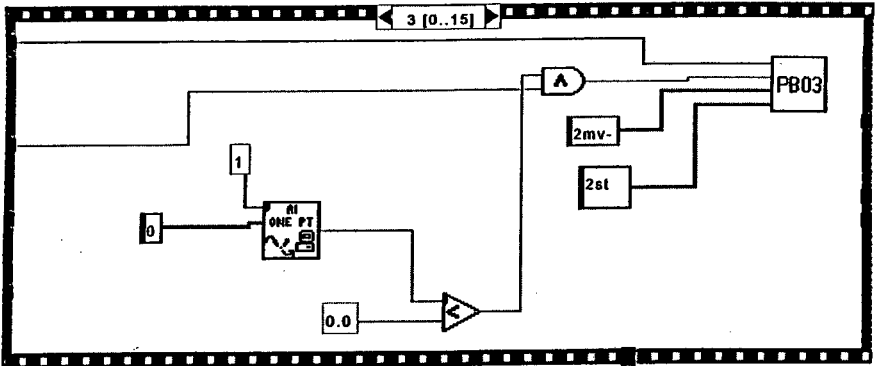 3 [0..15]
Λ
PB03
2mv-
1
2st
AI
ONE PT
0
<
0.0